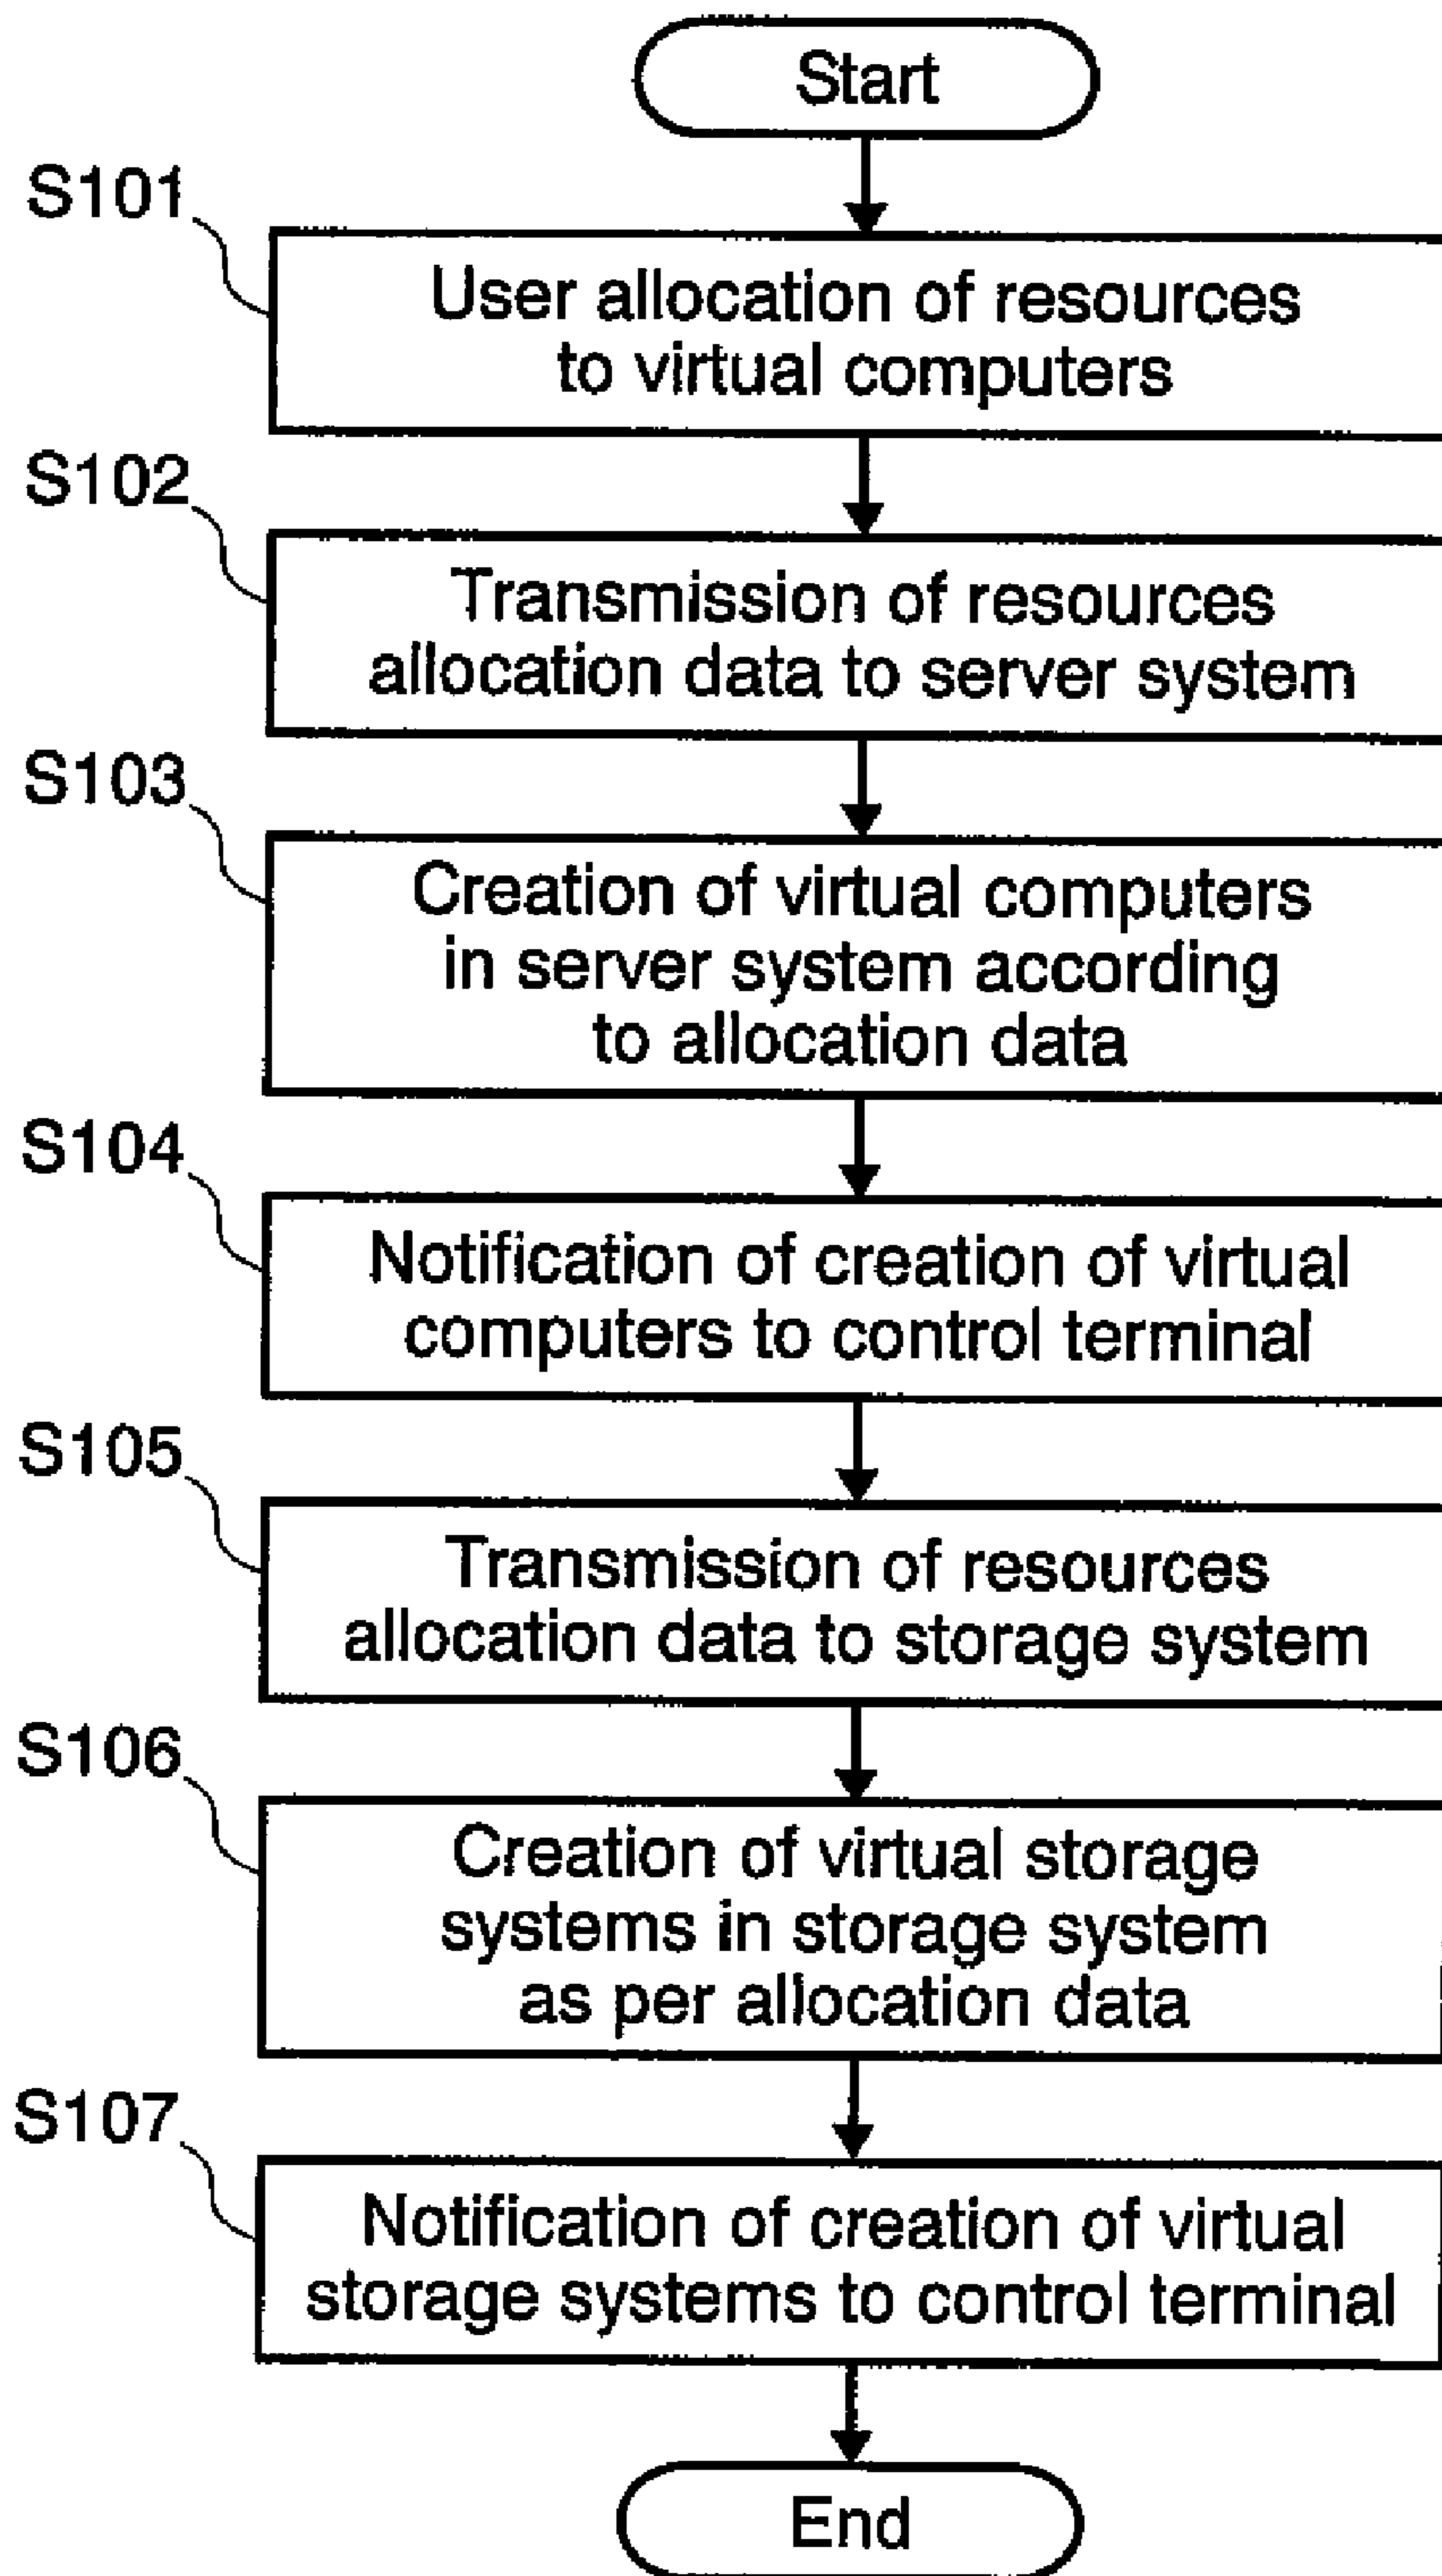 Start
S101
User allocation of resources
to virtual computers
S102
Transmission of resources
allocation data to server system
S103
Creation of virtual computers
in server system according
to allocation data
S104
Notification of creation of virtual
computers to control terminal
S105
Transmission of resources
allocation data to storage system
S106
Creation of virtual storage
systems in storage system
as per allocation data
S107
Notification of creation of virtual
storage systems to control terminal
End